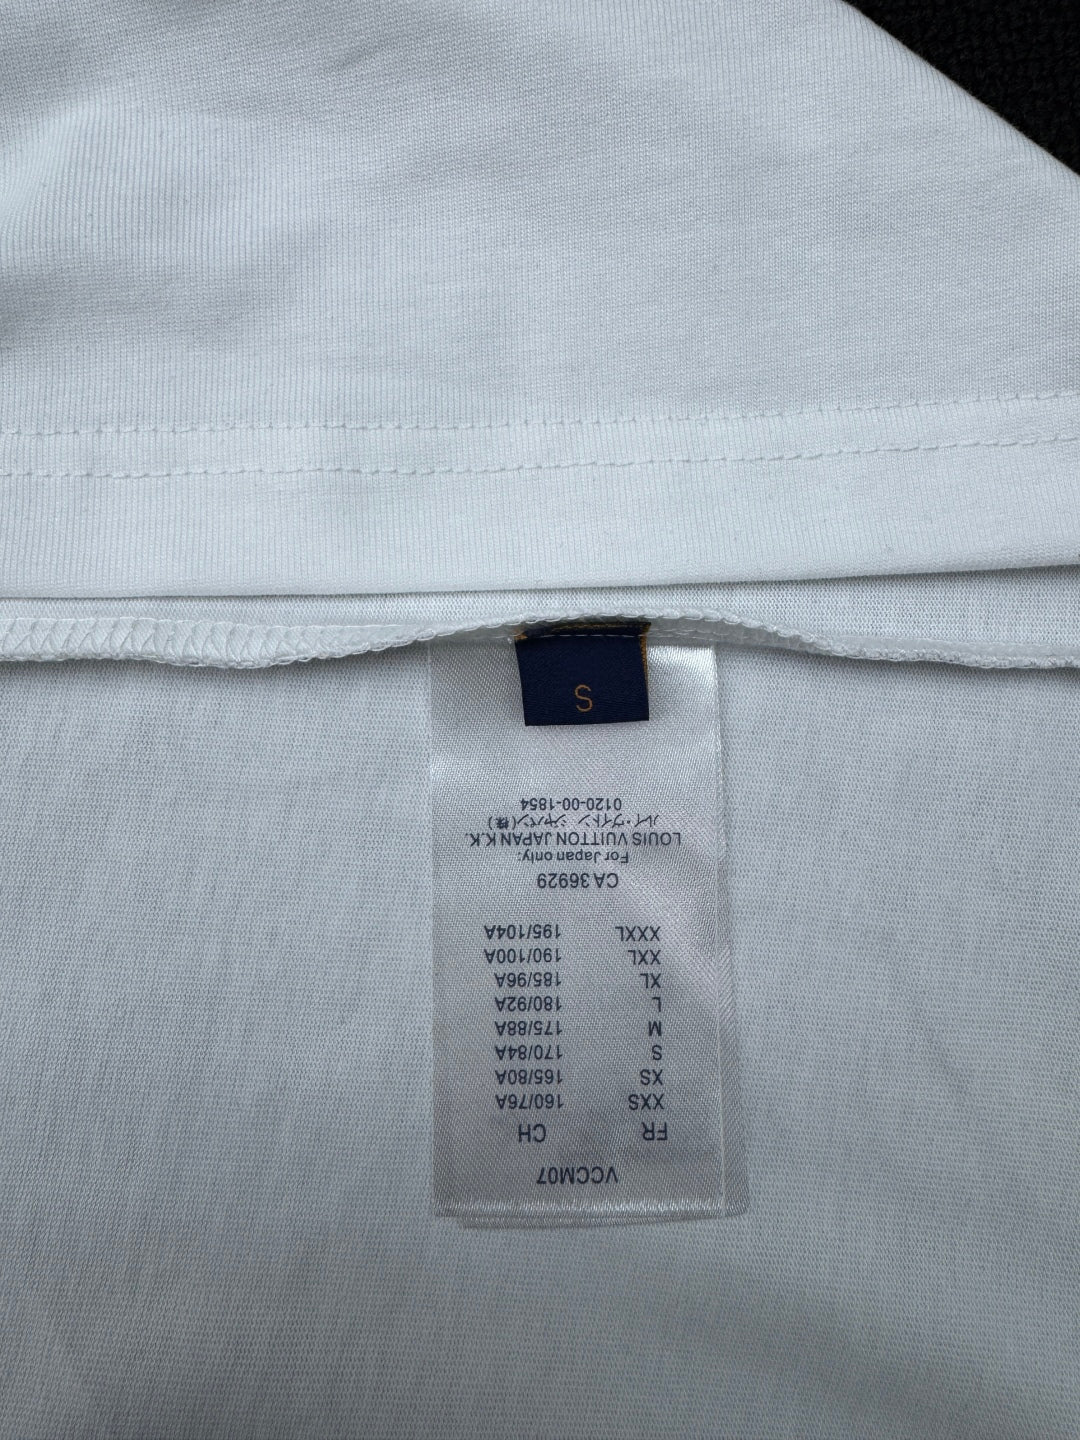 S
VCCM07
FR CH
XXS 160/76A
XS 165/80A
S 170/84A
M 175/88A
L 180/92A
XL 185/96A
XXL 190/100A
XXXL 195/104A
CA 36929
For Japan only:
LOUIS VUITTON JAPAN K.K.
ルイ・ヴィトン ジャパン(株)
0120-00-1854